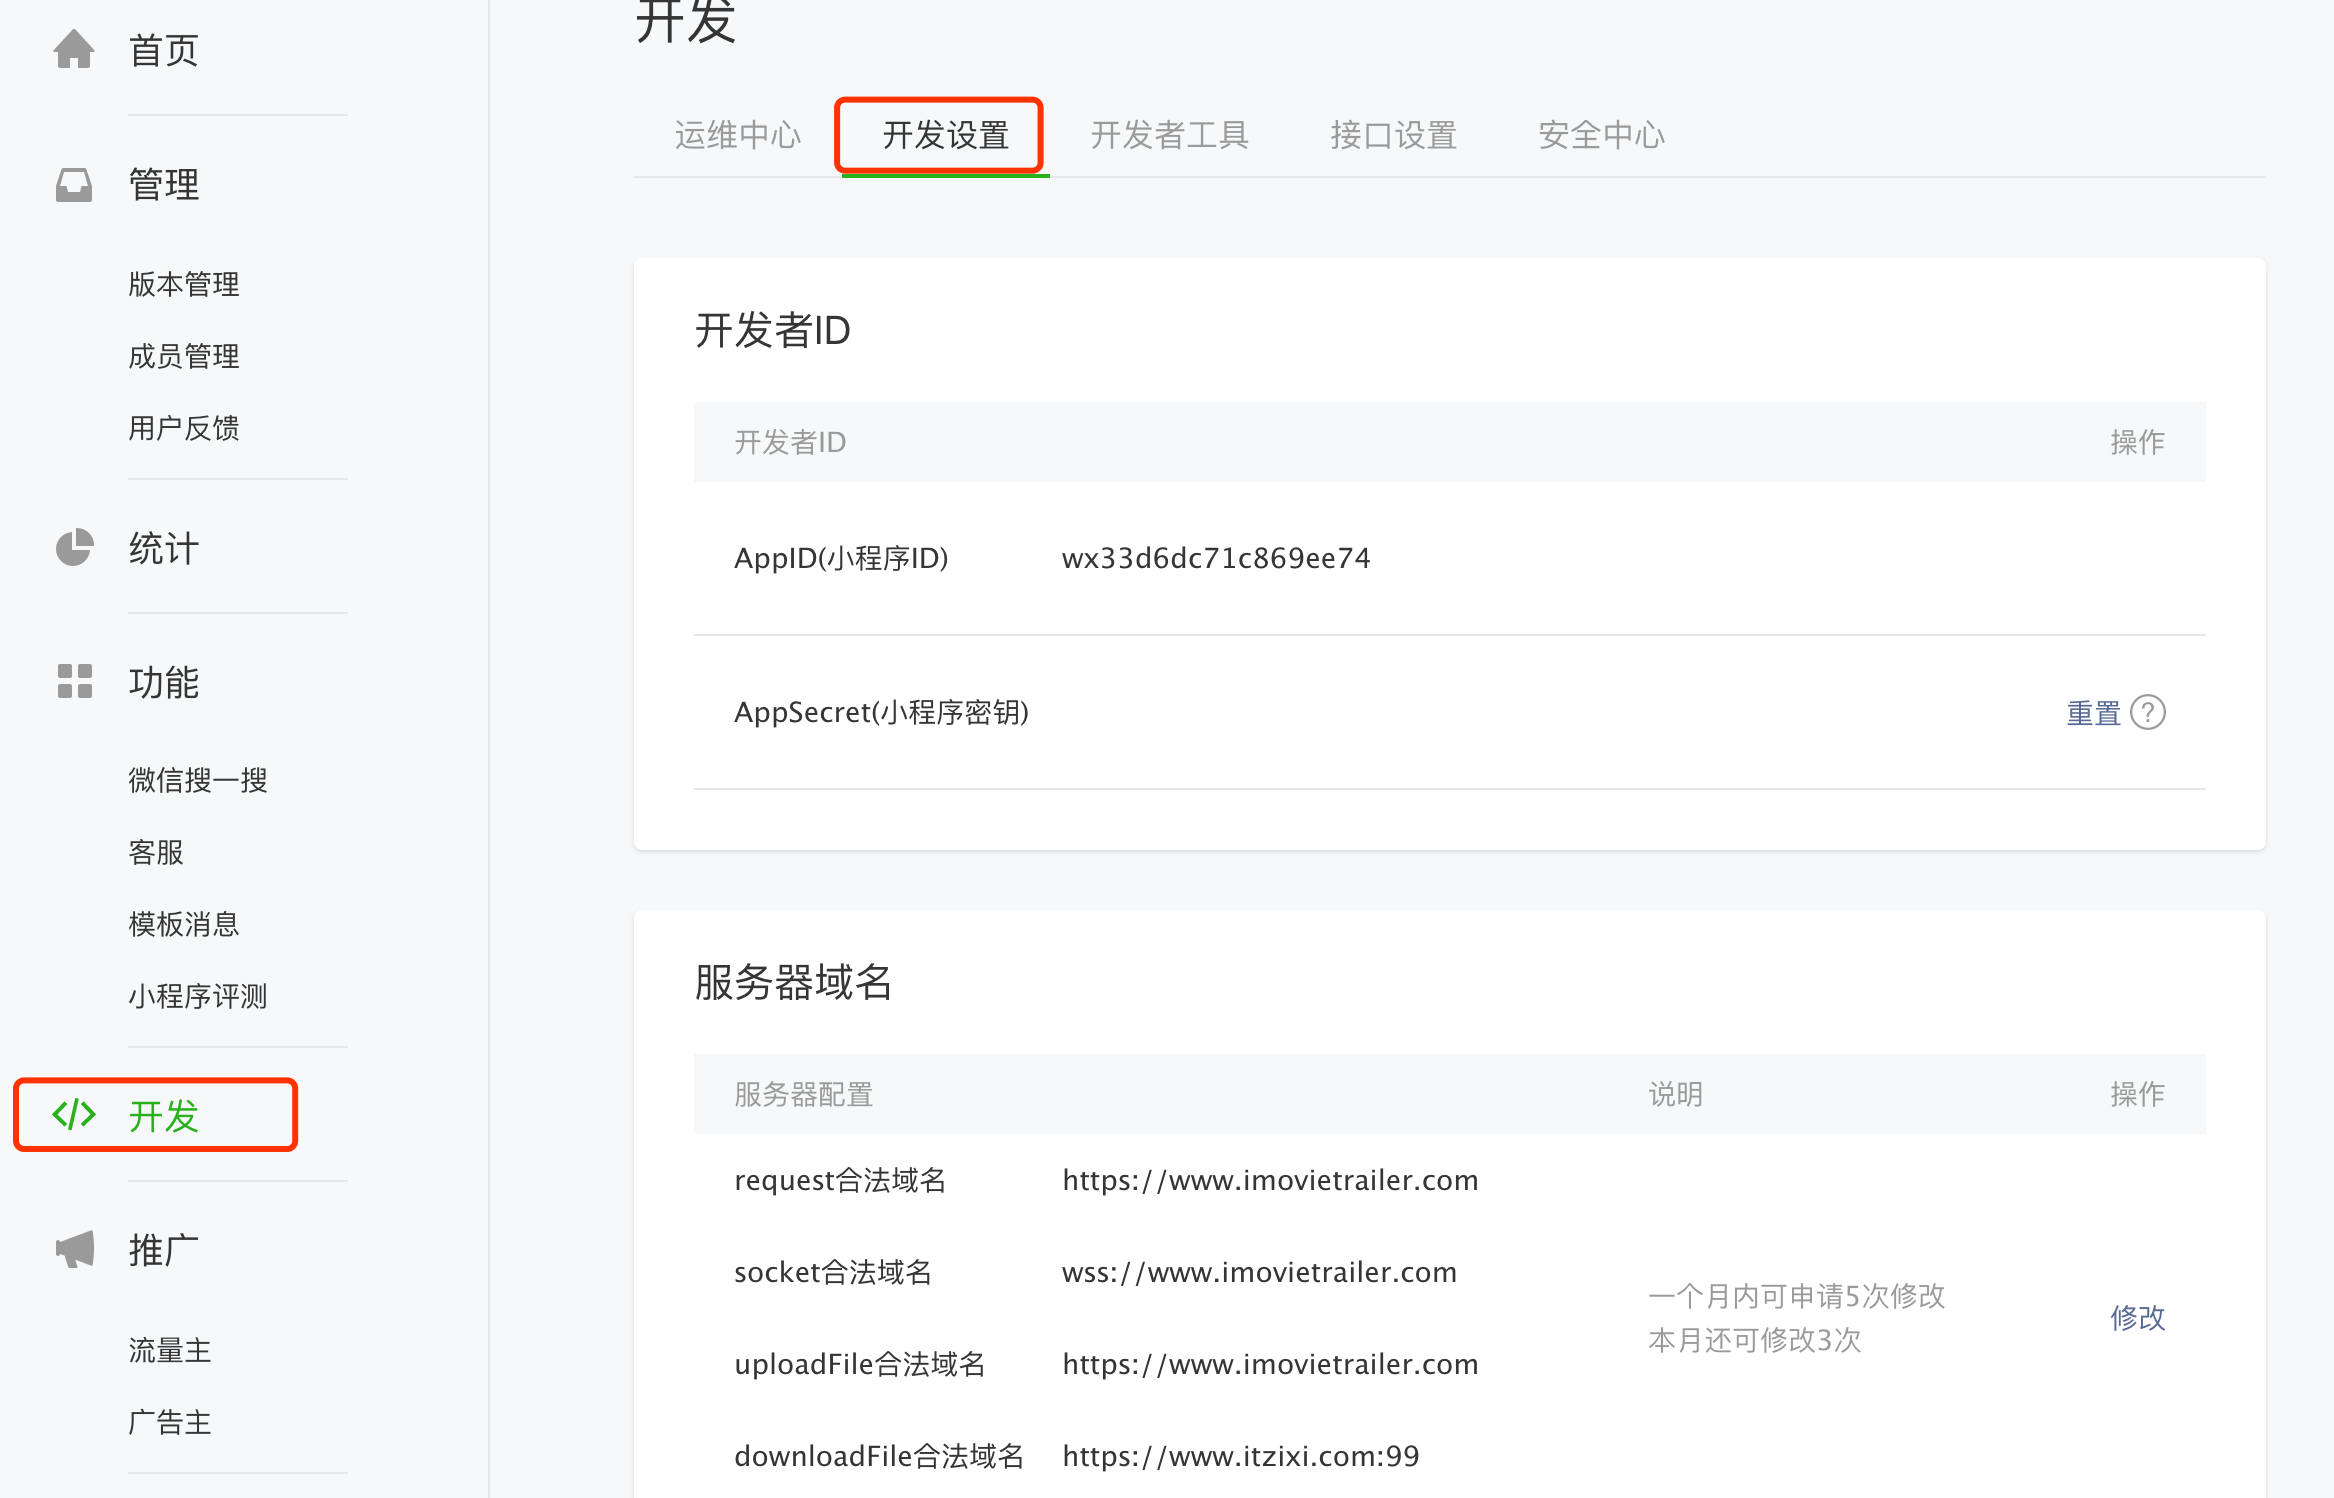 首页
管理
版本管理
成员管理
用户反馈
统计
功能
微信搜一搜
客服
模板消息
小程序评测
开发
推广
流量主
广告主
开发
运维中心 开发设置 开发者工具 接口设置 安全中心
开发者ID
开发者ID 操作
AppID(小程序ID) wx33d6dc71c869ee74
AppSecret(小程序密钥) 重置 ?
服务器域名
服务器配置 说明 操作
request合法域名 https://www.imovietrailer.com
socket合法域名 wss://www.imovietrailer.com
一个月内可申请5次修改
本月还可修改3次
修改
uploadFile合法域名 https://www.imovietrailer.com
downloadFile合法域名 https://www.itzixi.com:99